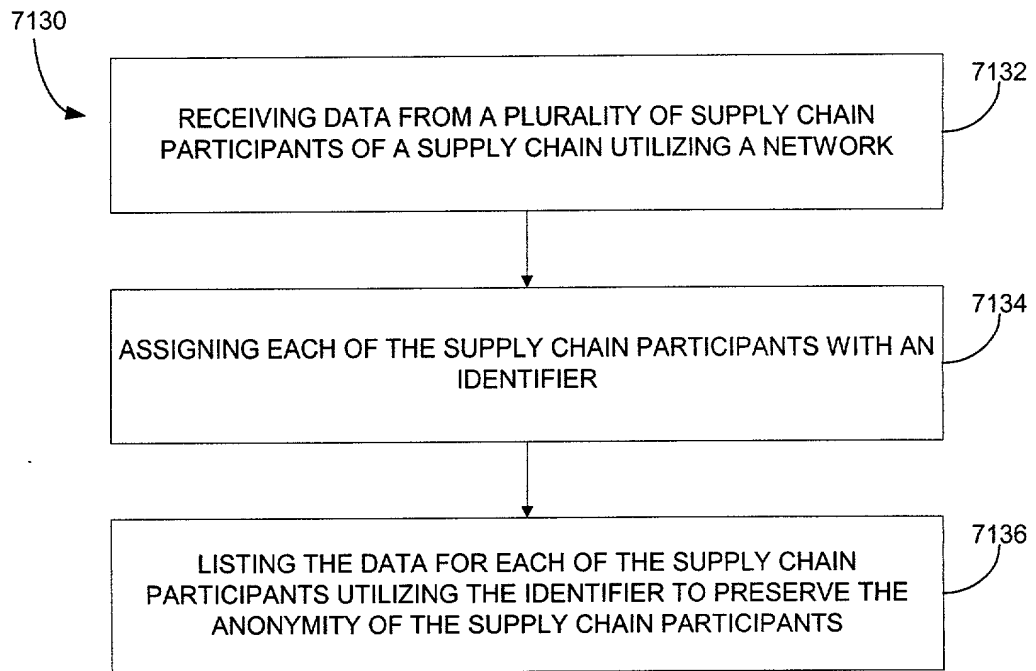 7130
7132
RECEIVING DATA FROM A PLURALITY OF SUPPLY CHAIN
PARTICIPANTS OF A SUPPLY CHAIN UTILIZING A NETWORK
7134
ASSIGNING EACH OF THE SUPPLY CHAIN PARTICIPANTS WITH AN
IDENTIFIER
7136
LISTING THE DATA FOR EACH OF THE SUPPLY CHAIN
PARTICIPANTS UTILIZING THE IDENTIFIER TO PRESERVE THE
ANONYMITY OF THE SUPPLY CHAIN PARTICIPANTS